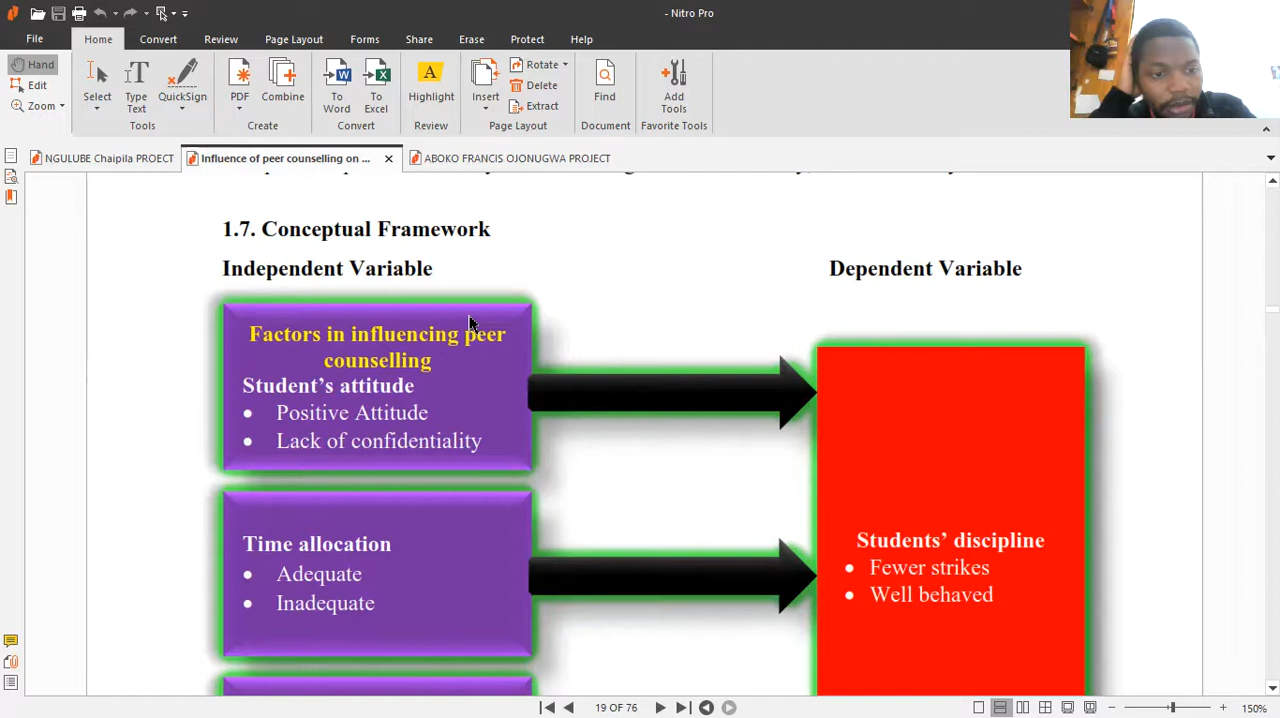 - Nitro Pro
File
Home
Convert
Review
Page Layout
Forms
Share
Erase
Protect
Help
Hand
Edit
Zoom
Select
Type
Text
QuickSign
Tools
PDF
Combine
Create
To
Word
To
Excel
Convert
Highlight
Review
Insert
Rotate
Delete
Extract
Page Layout
Find
Document
Add
Tools
Favorite Tools
NGULUBE Chaipila PROECT
Influence of peer counselling on ...
ABOKO FRANCIS OJONUGWA PROJECT
1.7. Conceptual Framework
Independent Variable
Dependent Variable
Factors in influencing peer
counselling
Student's attitude
• Positive Attitude
• Lack of confidentiality
Time allocation
• Adequate
• Inadequate
Students' discipline
• Fewer strikes
• Well behaved
19 OF 76
150%